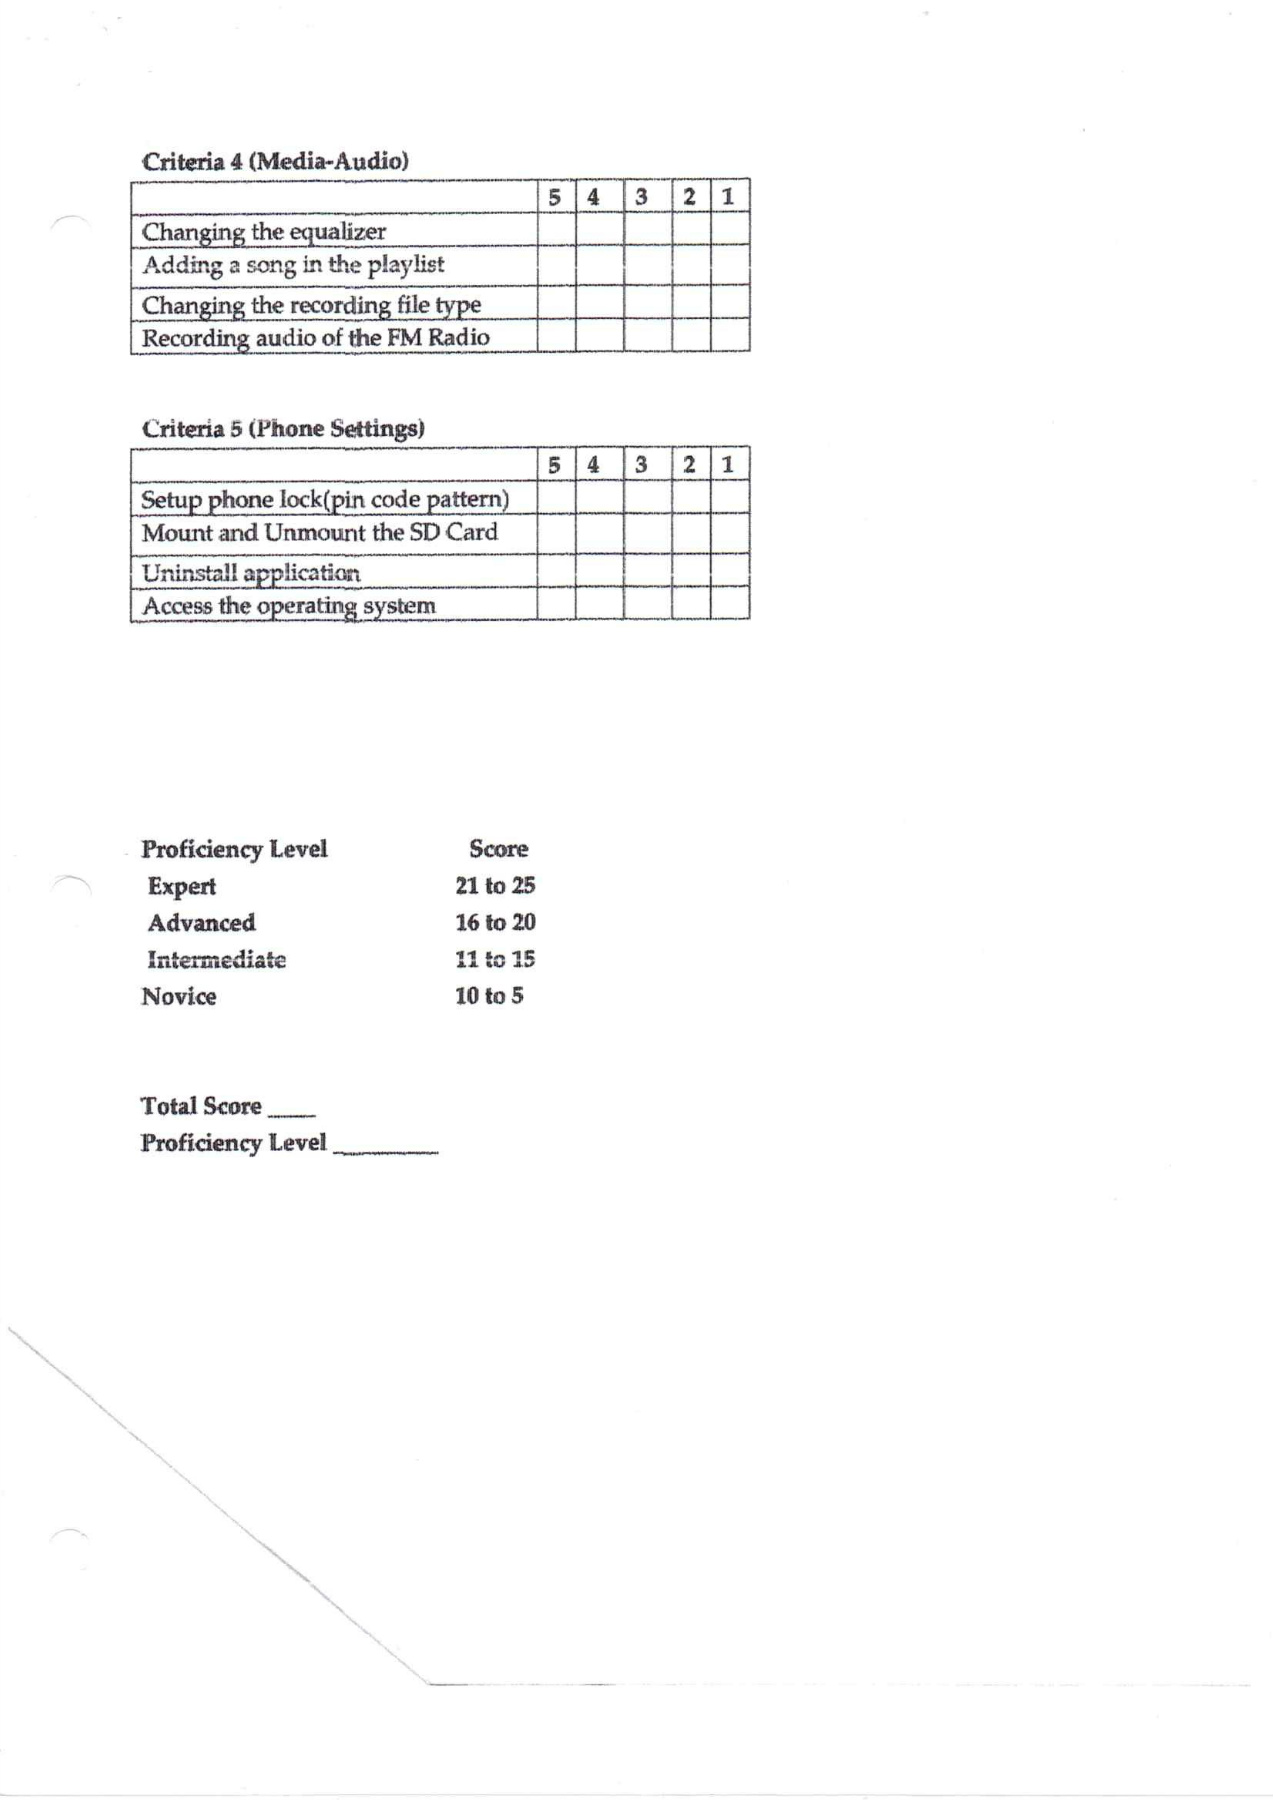 Criteria 4 (Media-Audio)
5 4 3 2 1
Changing the equalizer
Adding a song in the playlist
Changing the recording file type
Recording audio of the FM Radio
Criteria 5 (Phone Settings)
5 4 3 2 1
Setup phone lock(pin code pattern)
Mount and Unmount the SD Card
Uninstall application
Access the operating system
Proficiency Level Score
Expert 21 to 25
Advanced 16 to 20
Intermediate 11 to 15
Novice 10 to 5
Total Score ____
Proficiency Level _________